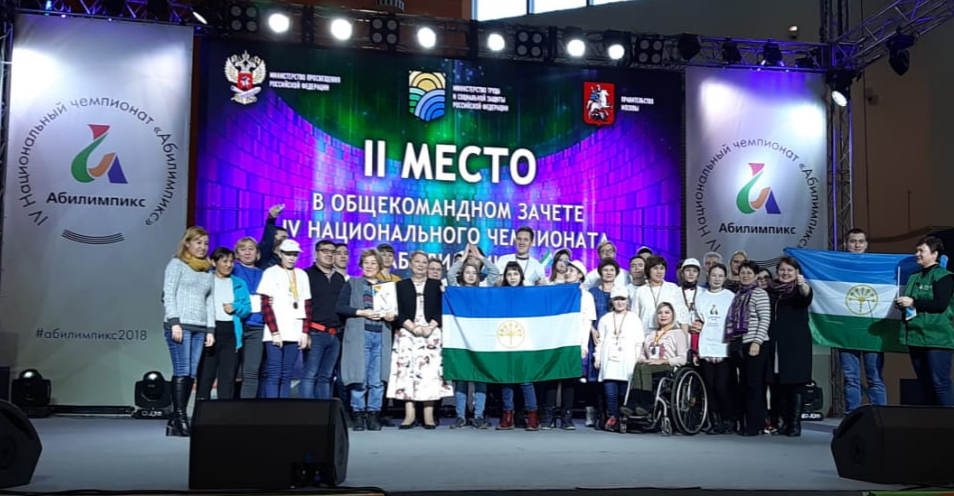 МИНИСТЕРСТВО ПРОСВЕЩЕНИЯ
РОССИЙСКОЙ ФЕДЕРАЦИИ
МИНИСТЕРСТВО ТРУДА
И СОЦИАЛЬНОЙ ЗАЩИТЫ
РОССИЙСКОЙ ФЕДЕРАЦИИ
ПРАВИТЕЛЬСТВО
МОСКВЫ
II МЕСТО
В ОБЩЕКОМАНДНОМ ЗАЧЕТЕ
IV НАЦИОНАЛЬНОГО ЧЕМПИОНАТА
IV Национальный чемпионат «Абилимпикс»
Абилимпикс
#абилимпикс2018
IV Национальный чемпионат «Абилимпикс»
Абилимпикс